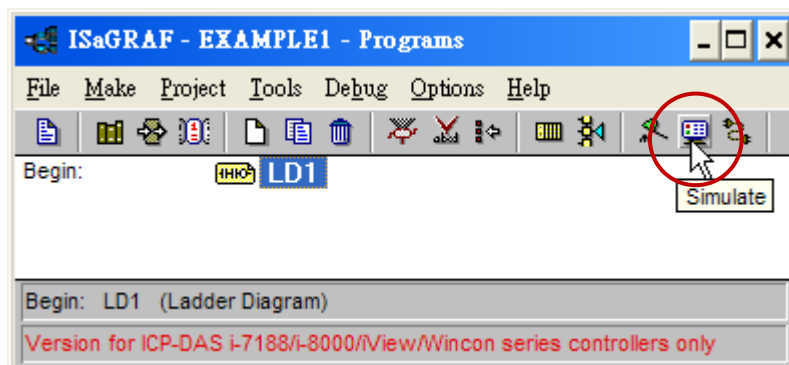 ISaGRAF - EXAMPLE1 - Programs
File Make Project Tools Debug Options Help
Begin: LD1
Simulate
Begin: LD1 (Ladder Diagram)
Version for ICP-DAS i-7188/i-8000/iView/Wincon series controllers only